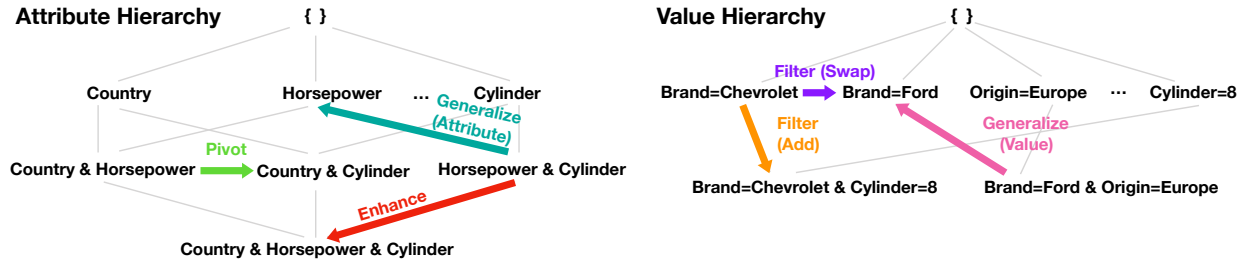 Attribute Hierarchy
{ }
Country
Horsepower
...
Cylinder
Generalize
(Attribute)
Pivot
Country & Horsepower
Country & Cylinder
Horsepower & Cylinder
Enhance
Country & Horsepower & Cylinder
Value Hierarchy
{ }
Filter (Swap)
Brand=Chevrolet
Brand=Ford
Origin=Europe
...
Cylinder=8
Filter
(Add)
Generalize
(Value)
Brand=Chevrolet & Cylinder=8
Brand=Ford & Origin=Europe